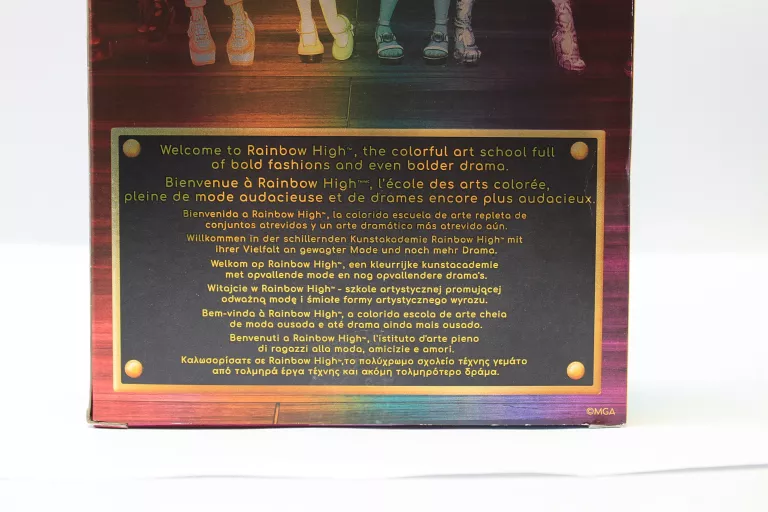 Welcome to Rainbow High™, the colorful art school full
of bold fashions and even bolder drama.
Bienvenue à Rainbow High™, l'école des arts colorée,
pleine de mode audacieuse et de drames encore plus audacieux.
Bienvenida a Rainbow High™, la colorida escuela de arte repleta de
conjuntos atrevidos y un arte dramático más atrevido aún.
Willkommen in der schillernden Kunstakademie Rainbow High™ mit
ihrer Vielfalt an gewagter Mode und noch mehr Drama.
Welkom op Rainbow High™, een kleurrijke kunstacademie
met opvallende mode en nog opvallendere drama's.
Witajcie w Rainbow High™ - szkole artystycznej promującej
odważną modę i śmiałe formy artystycznego wyrazu.
Bem-vinda à Rainbow High™, a colorida escola de arte cheia
de moda ousada e até drama ainda mais ousado.
Benvenuti a Rainbow High™, l'istituto d'arte pieno
di ragazzi alla moda, amicizie e amori.
Καλωσορίσατε σε Rainbow High™,το πολύχρωμο σχολείο τέχνης γεμάτο
από τολμηρά έργα τέχνης και ακόμη τολμηρότερο δράμα.
©MGA